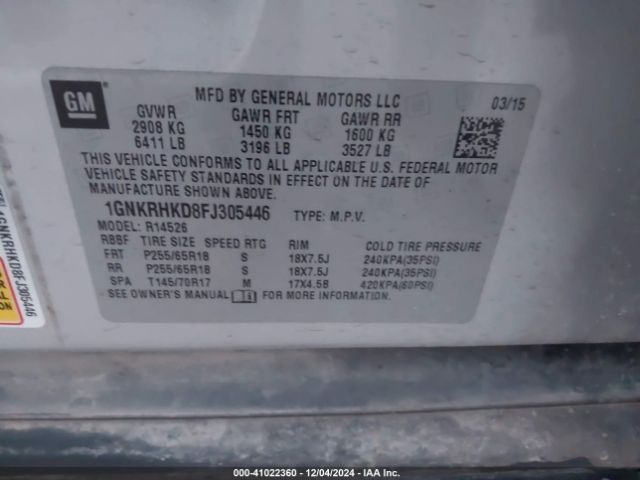 GM
MFD BY GENERAL MOTORS LLC 03/15
GVWR GAWR FRT GAWR RR
2908 KG 1450 KG 1600 KG
6411 LB 3196 LB 3527 LB
THIS VEHICLE CONFORMS TO ALL APPLICABLE U.S. FEDERAL MOTOR
VEHICLE SAFETY STANDARDS IN EFFECT ON THE DATE OF
MANUFACTURE SHOWN ABOVE.
1GNKRHKD8FJ305446 TYPE: M.P.V.
MODEL: R14526
RBBF TIRE SIZE SPEED RTG RIM COLD TIRE PRESSURE
FRT P255/65R18 S 18X7.5J 240KPA(35PSI)
RR P255/65R18 S 18X7.5J 240KPA(35PSI)
SPA T145/70R17 M 17X4.5B 420KPA(60PSI)
SEE OWNER'S MANUAL FOR MORE INFORMATION.
1GNKRHKD8FJ305446
000-41022360 - 12/04/2024 - IAA Inc.